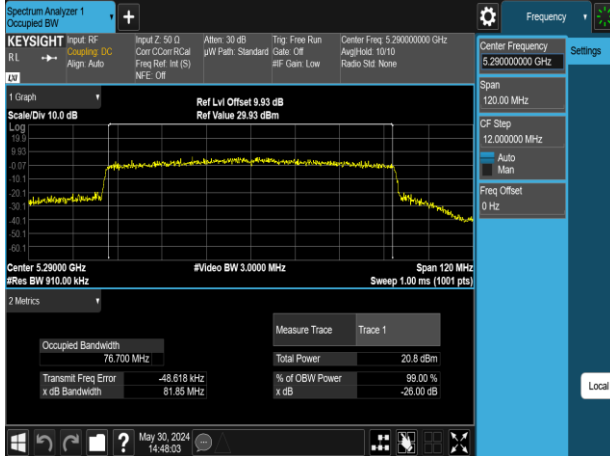 Spectrum Analyzer 1
Occupied BW
+
Frequency
KEYSIGHT
RL
LXI
Input: RF
Coupling: DC
Align: Auto
Input Z: 50 Ω
Corr CCorr RCal
Freq Ref: Int (S)
NFE: Off
Atten: 30 dB
µW Path: Standard
Trig: Free Run
Gate: Off
#IF Gain: Low
Center Freq: 5.290000000 GHz
Avg|Hold: 10/10
Radio Std: None
Center Frequency
5.290000000 GHz
Settings
Span
120.00 MHz
CF Step
12.000000 MHz
Auto
Man
Freq Offset
0 Hz
Local
1 Graph
Scale/Div 10.0 dB
Ref Lvl Offset 9.93 dB
Ref Value 29.93 dBm
Log
19.9
9.93
-0.07
-10.1
-20.1
-30.1
-40.1
-50.1
-60.1
Center 5.29000 GHz
#Video BW 3.0000 MHz
Span 120 MHz
#Res BW 910.00 kHz
Sweep 1.00 ms (1001 pts)
2 Metrics
Measure Trace
Trace 1
Occupied Bandwidth
76.700 MHz
Total Power
20.8 dBm
Transmit Freq Error
-48.618 kHz
% of OBW Power
99.00 %
x dB Bandwidth
81.85 MHz
x dB
-26.00 dB
?
May 30, 2024
14:48:03